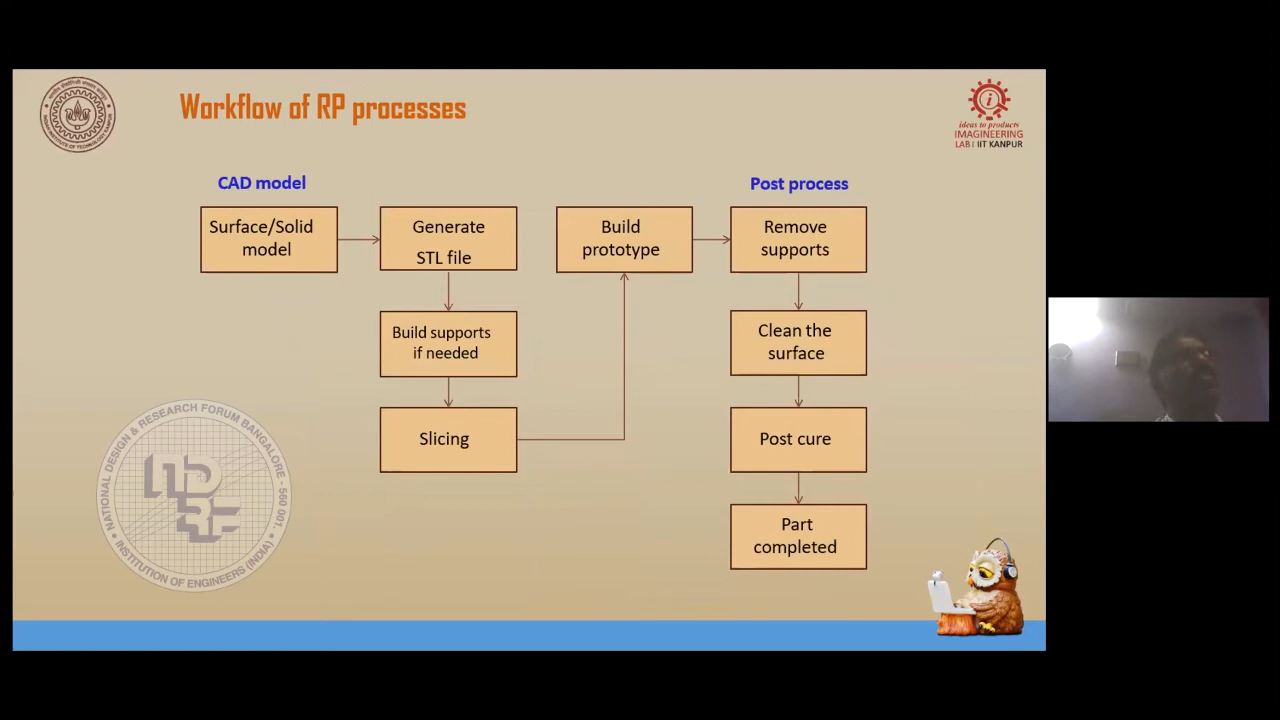 Workflow of RP processes
ideas to products
IMAGINEERING
LAB | IIT KANPUR
CAD model
Post process
Surface/Solid
model
Generate
STL file
Build
prototype
Remove
supports
Build supports
if needed
Clean the
surface
Slicing
Post cure
Part
completed
NATIONAL DESIGN & RESEARCH FORUM BANGALORE - 560 001.
INSTITUTION OF ENGINEERS (INDIA)
NDRF